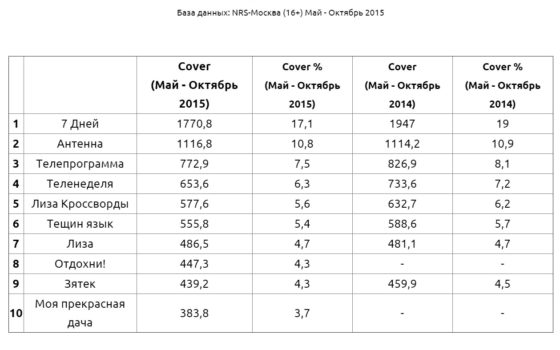 База данных: NRS-Москва (16+) Май - Октябрь 2015
Cover (Май - Октябрь 2015) Cover % (Май - Октябрь 2015) Cover (Май - Октябрь 2014) Cover % (Май - Октябрь 2014)
1 7 Дней 1770,8 17,1 1947 19
2 Антенна 1116,8 10,8 1114,2 10,9
3 Телепрограмма 772,9 7,5 826,9 8,1
4 Теленеделя 653,6 6,3 733,6 7,2
5 Лиза Кроссворды 577,6 5,6 632,7 6,2
6 Тещин язык 555,8 5,4 588,6 5,7
7 Лиза 486,5 4,7 481,1 4,7
8 Отдохни! 447,3 4,3 - -
9 Зятек 439,2 4,3 459,9 4,5
10 Моя прекрасная дача 383,8 3,7 - -